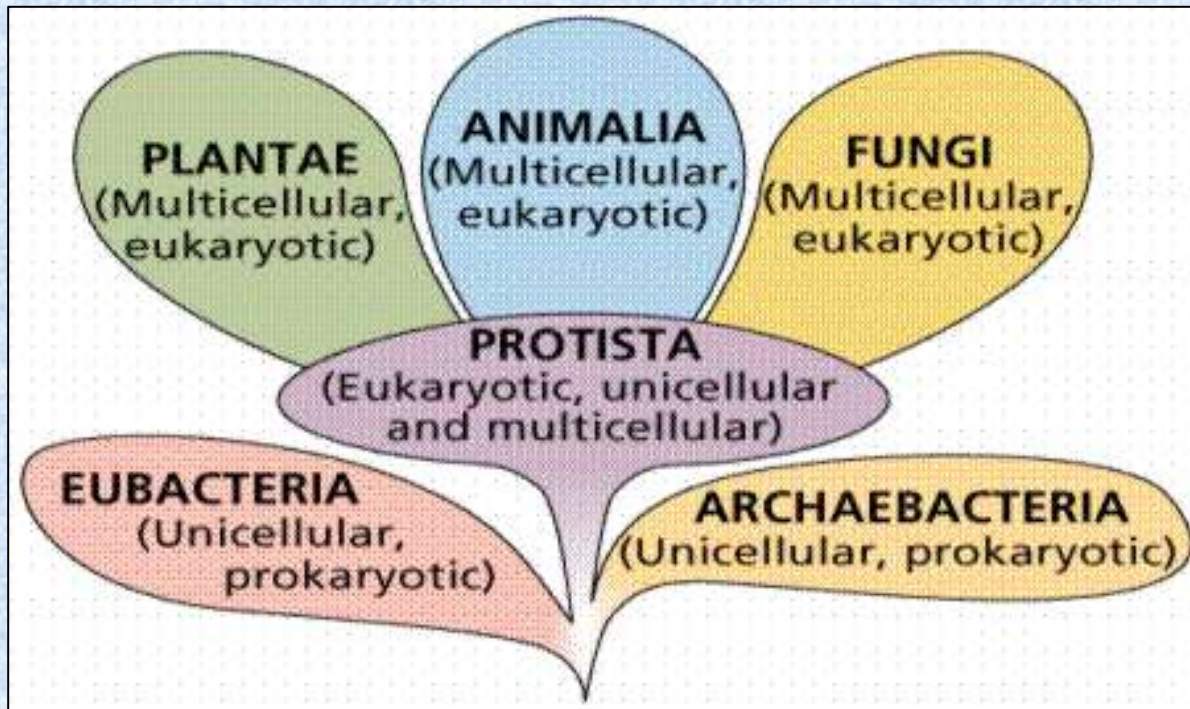 PLANTAE
(Multicellular,
eukaryotic)
ANIMALIA
(Multicellular,
eukaryotic)
FUNGI
(Multicellular,
eukaryotic)
PROTISTA
(Eukaryotic, unicellular
and multicellular)
EUBACTERIA
(Unicellular,
prokaryotic)
ARCHAEBACTERIA
(Unicellular, prokaryotic)